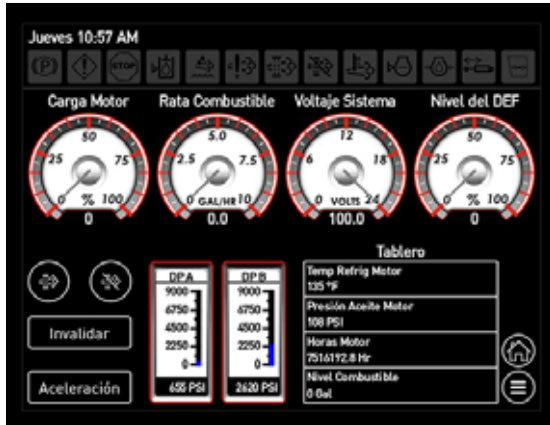 Jueves 10:57 AM
(P) STOP
Carga Motor Rata Combustible Voltaje Sistema Nivel del DEF
50 5.0 12 50
25 75 2.5 7.5 6 18 25 75
0 % 100 0 GAL/HR 10 0 VOLTS 24 0 % 100
0 0.0 100.0 0
Tablero
DP A DP B
9000 9000
6750 6750
4500 4500
2250 2250
0 0
655 PSI 2620 PSI
Temp Refrig Motor
135 °F
Presión Aceite Motor
108 PSI
Horas Motor
7516192.8 Hr
Nivel Combustible
0 Gal
Invalidar
Aceleración